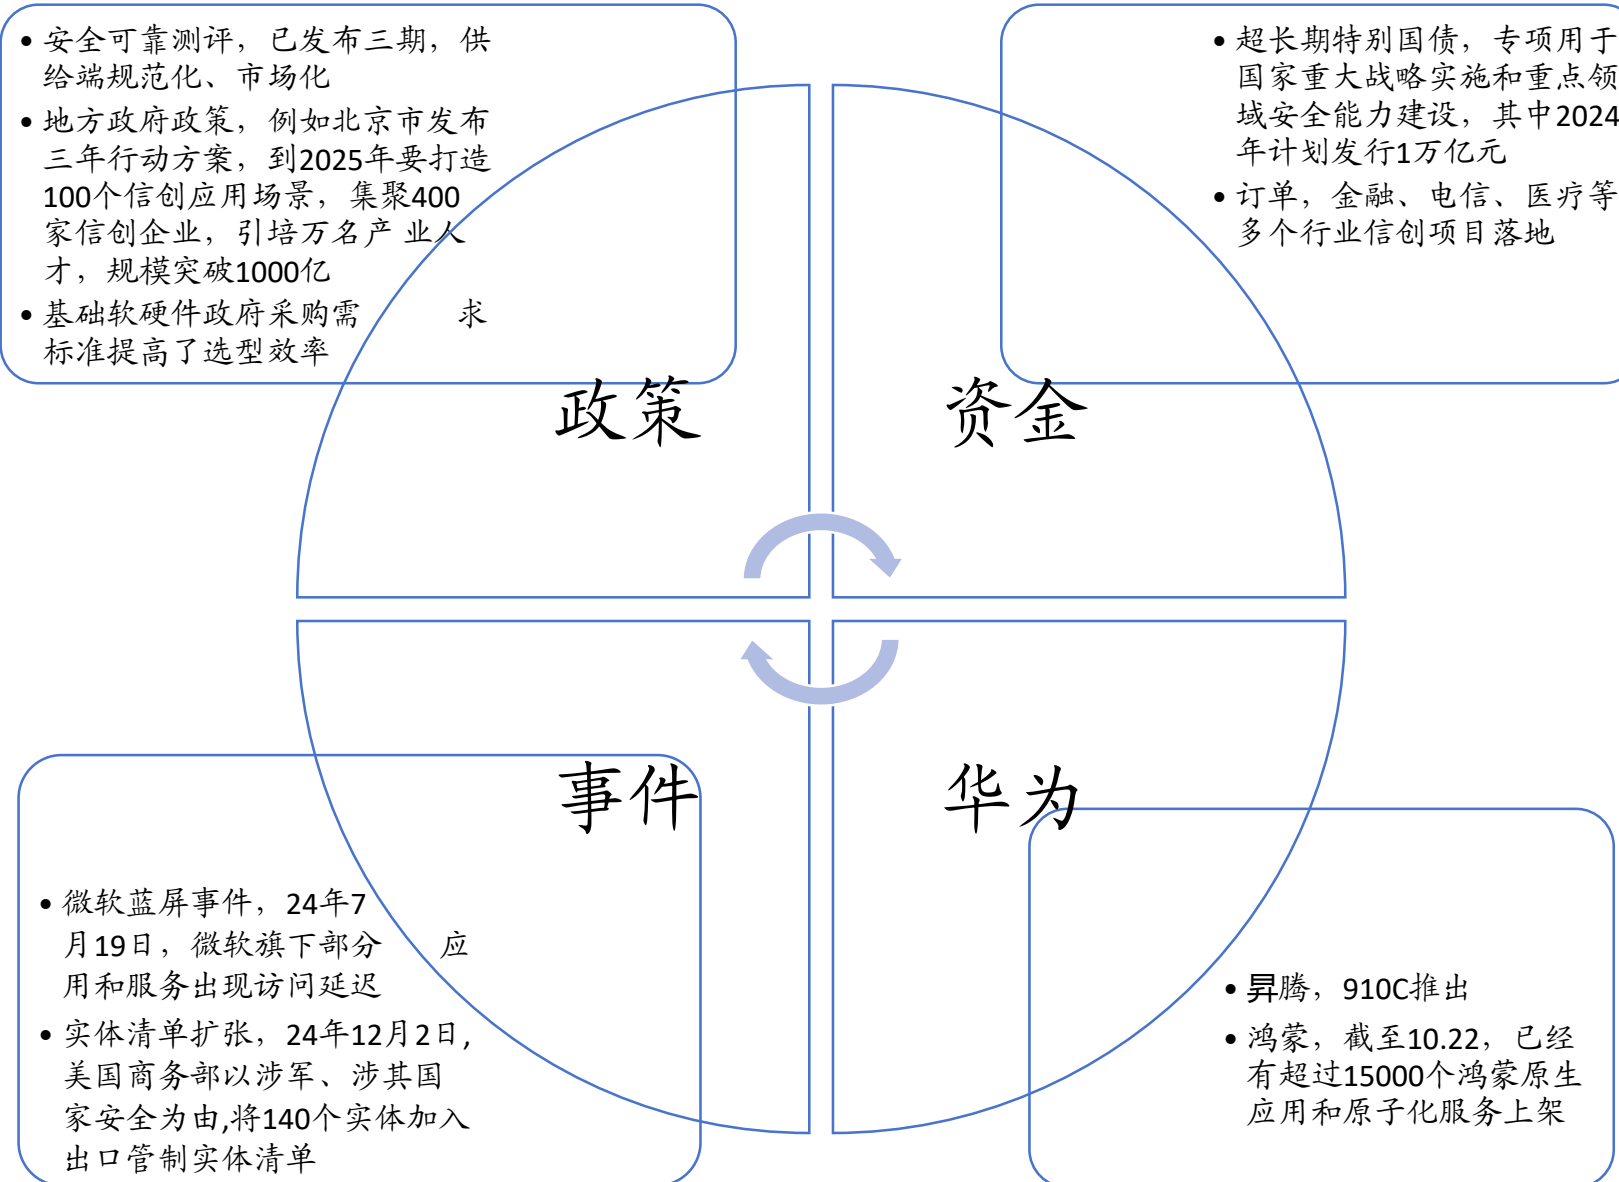 • 安全可靠测评，已发布三期，供
给端规范化、市场化
• 地方政府政策，例如北京市发布
三年行动方案，到2025年要打造
100个信创应用场景，集聚400
家信创企业，引培万名产 业人
才，规模突破1000亿
• 基础软硬件政府采购需 求
标准提高了选型效率
• 超长期特别国债，专项用于
国家重大战略实施和重点领
域安全能力建设，其中2024
年计划发行1万亿元
• 订单，金融、电信、医疗等
多个行业信创项目落地
政策
资金
事件
华为
• 微软蓝屏事件，24年7
月19日，微软旗下部分 应
用和服务出现访问延迟
• 实体清单扩张，24年12月2日,
美国商务部以涉军、涉其国
家安全为由,将140个实体加入
出口管制实体清单
• 昇腾，910C推出
• 鸿蒙，截至10.22，已经
有超过15000个鸿蒙原生
应用和原子化服务上架